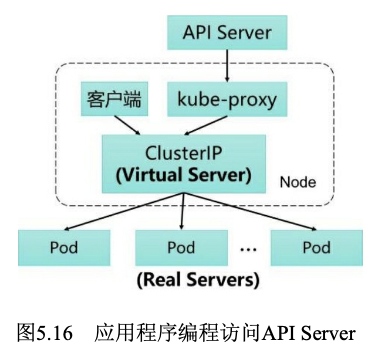 API Server
客户端
kube-proxy
ClusterIP
(Virtual Server)
Node
Pod
Pod
...
Pod
(Real Servers)
图5.16 应用程序编程访问API Server